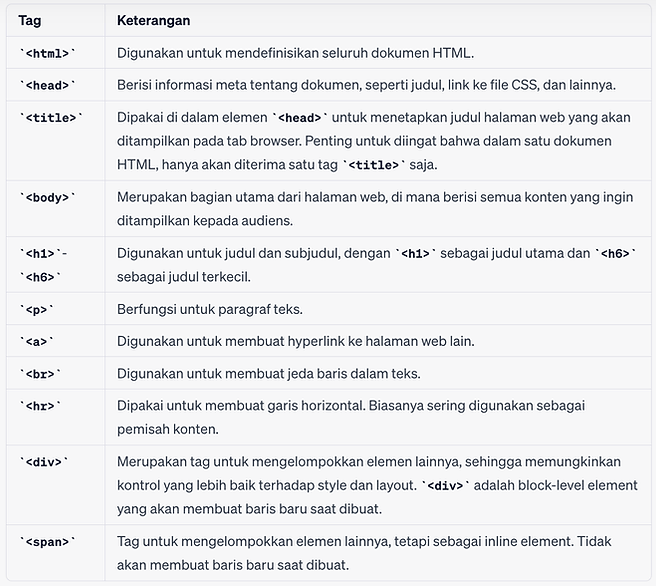 Tag Keterangan
`<html>` Digunakan untuk mendefinisikan seluruh dokumen HTML.
`<head>` Berisi informasi meta tentang dokumen, seperti judul, link ke file CSS, dan lainnya.
`<title>` Dipakai di dalam elemen `<head>` untuk menetapkan judul halaman web yang akan
ditampilkan pada tab browser. Penting untuk diingat bahwa dalam satu dokumen
HTML, hanya akan diterima satu tag `<title>` saja.
`<body>` Merupakan bagian utama dari halaman web, di mana berisi semua konten yang ingin
ditampilkan kepada audiens.
`<h1>`- Digunakan untuk judul dan subjudul, dengan `<h1>` sebagai judul utama dan `<h6>`
`<h6>` sebagai judul terkecil.
`<p>` Berfungsi untuk paragraf teks.
`<a>` Digunakan untuk membuat hyperlink ke halaman web lain.
`<br>` Digunakan untuk membuat jeda baris dalam teks.
`<hr>` Dipakai untuk membuat garis horizontal. Biasanya sering digunakan sebagai
pemisah konten.
`<div>` Merupakan tag untuk mengelompokkan elemen lainnya, sehingga memungkinkan
kontrol yang lebih baik terhadap style dan layout. `<div>` adalah block-level element
yang akan membuat baris baru saat dibuat.
`<span>` Tag untuk mengelompokkan elemen lainnya, tetapi sebagai inline element. Tidak
akan membuat baris baru saat dibuat.